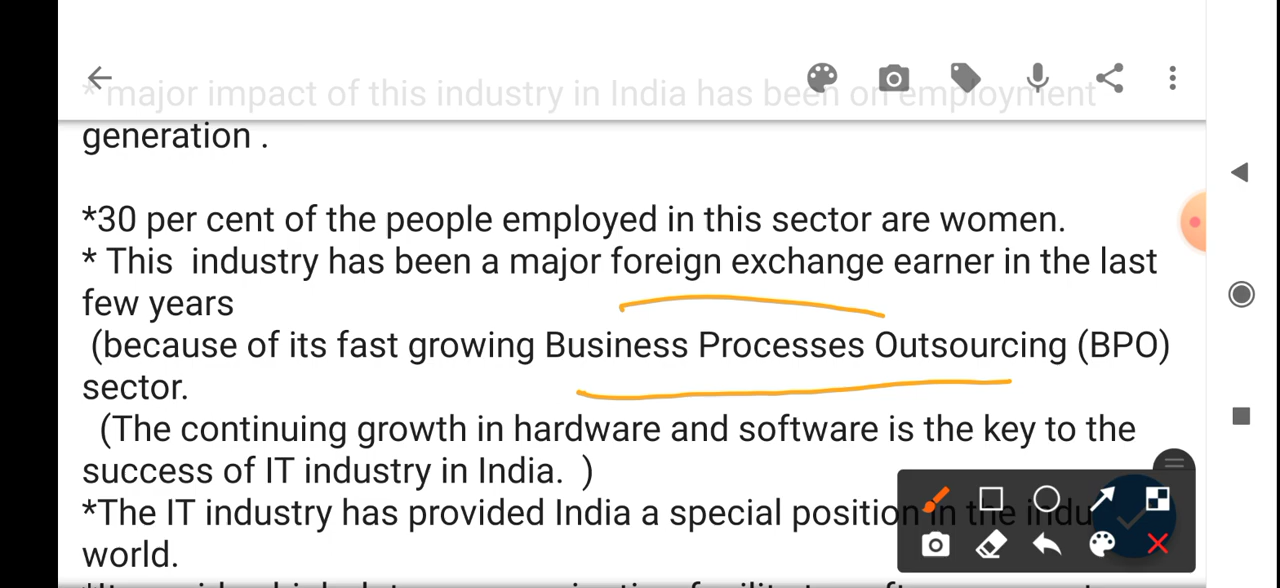 * major impact of this industry in India has been on employment
generation .
*30 per cent of the people employed in this sector are women.
* This  industry has been a major foreign exchange earner in the last
few years
(because of its fast growing Business Processes Outsourcing (BPO)
sector.
(The continuing growth in hardware and software is the key to the
success of IT industry in India.  )
*The IT industry has provided India a special position in the indu
world.